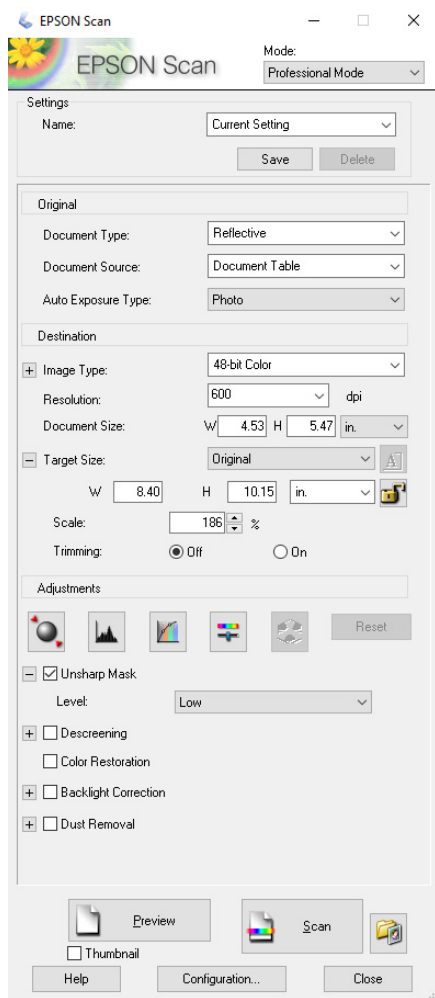 EPSON Scan
EPSON Scan
Mode:
Professional Mode
Settings
Name: Current Setting
Save Delete
Original
Document Type: Reflective
Document Source: Document Table
Auto Exposure Type: Photo
Destination
+ Image Type: 48-bit Color
Resolution: 600 dpi
Document Size: W 4.53 H 5.47 in.
− Target Size: Original A
W 8.40 H 10.15 in.
Scale: 186 %
Trimming: Off On
Adjustments
Reset
− Unsharp Mask
Level: Low
+ Descreening
Color Restoration
+ Backlight Correction
+ Dust Removal
Preview Scan
Thumbnail
Help Configuration... Close